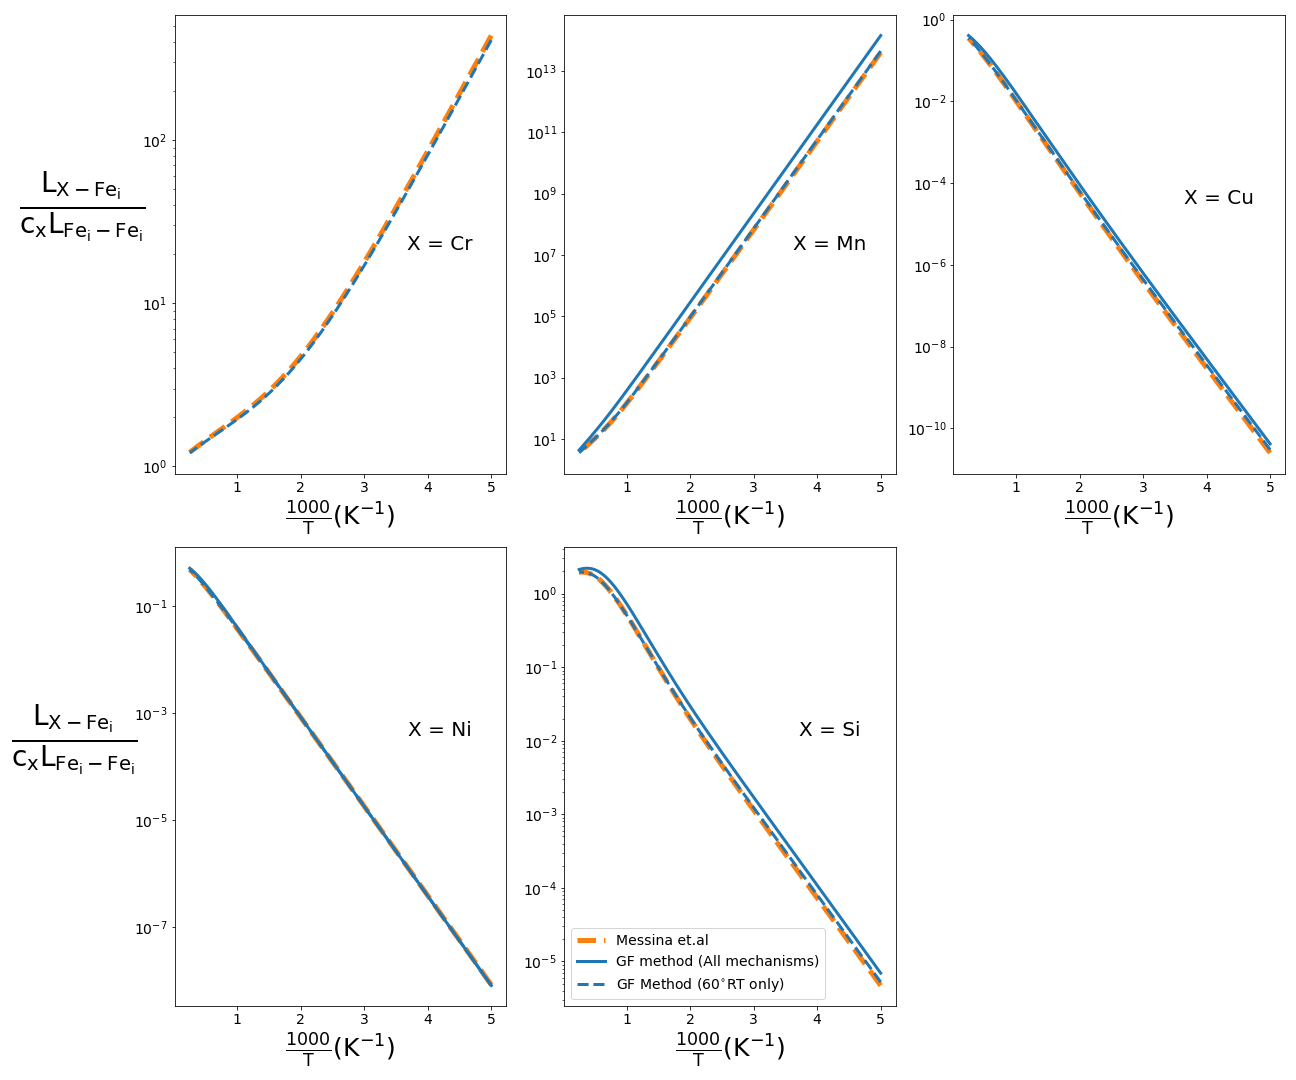 L_{X-Fe_i}
c_xL_{Fe_i-Fe_i}
10^2
10^1
10^0
X = Cr
1 2 3 4 5
1000/T (K^{-1})
10^{13}
10^{11}
10^9
10^7
10^5
10^3
10^1
X = Mn
1 2 3 4 5
1000/T (K^{-1})
10^0
10^{-2}
10^{-4}
10^{-6}
10^{-8}
10^{-10}
X = Cu
1 2 3 4 5
1000/T (K^{-1})
L_{X-Fe_i}
c_xL_{Fe_i-Fe_i}
10^{-1}
10^{-3}
10^{-5}
10^{-7}
X = Ni
1 2 3 4 5
1000/T (K^{-1})
10^0
10^{-1}
10^{-2}
10^{-3}
10^{-4}
10^{-5}
X = Si
Messina et.al
GF method (All mechanisms)
GF Method (60°RT only)
1 2 3 4 5
1000/T (K^{-1})